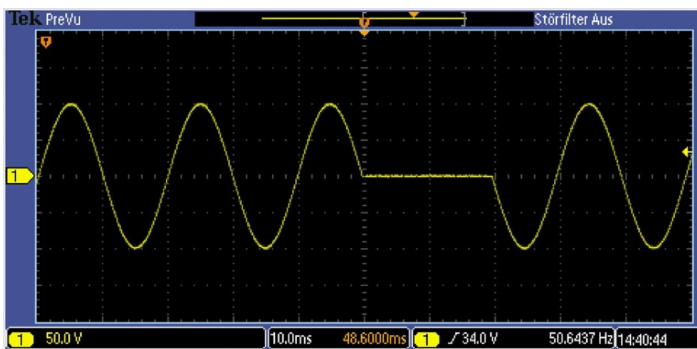 Tek PreVu Störfilter Aus
T
T
1
1 50.0 V 10.0ms 48.6000ms 1 34.0 V 50.6437 Hz 14:40:44